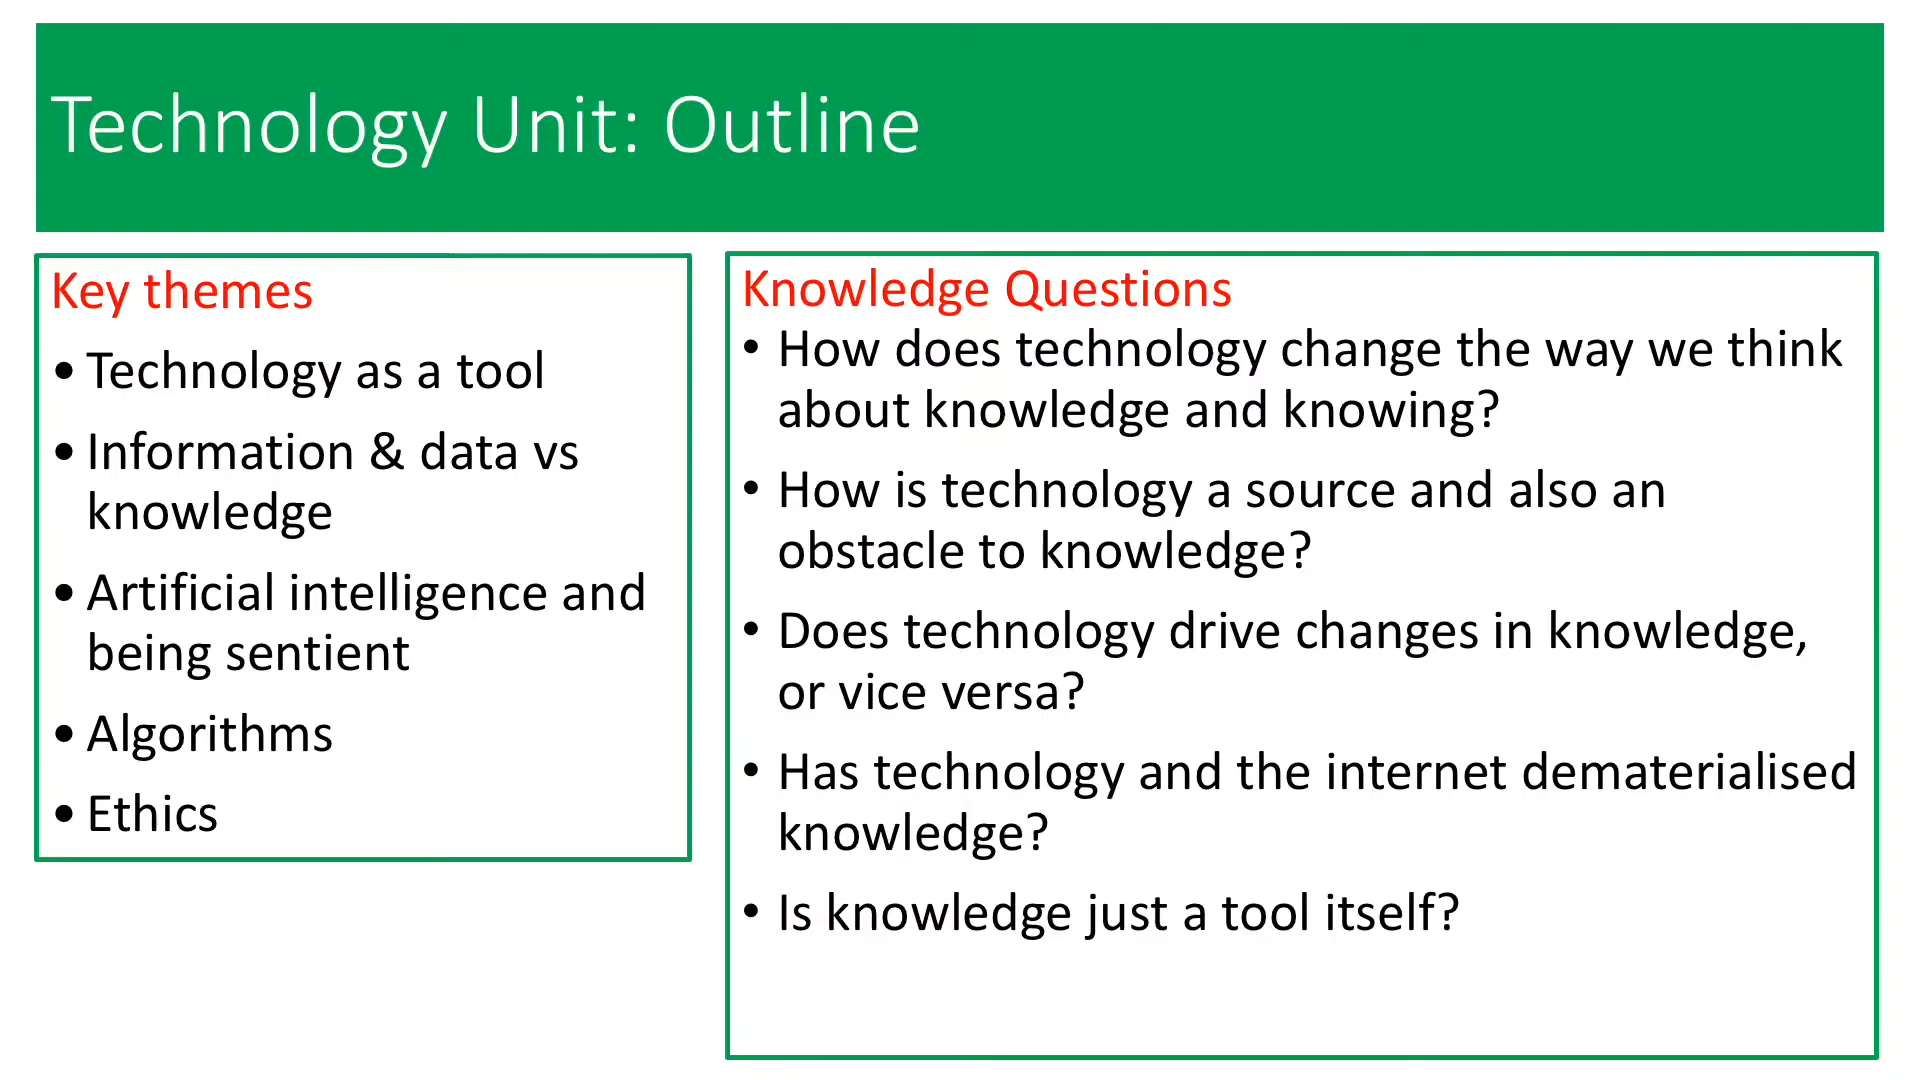 Technology Unit: Outline
Key themes
• Technology as a tool
• Information & data vs
knowledge
• Artificial intelligence and
being sentient
• Algorithms
• Ethics
Knowledge Questions
• How does technology change the way we think
about knowledge and knowing?
• How is technology a source and also an
obstacle to knowledge?
• Does technology drive changes in knowledge,
or vice versa?
• Has technology and the internet dematerialised
knowledge?
• Is knowledge just a tool itself?